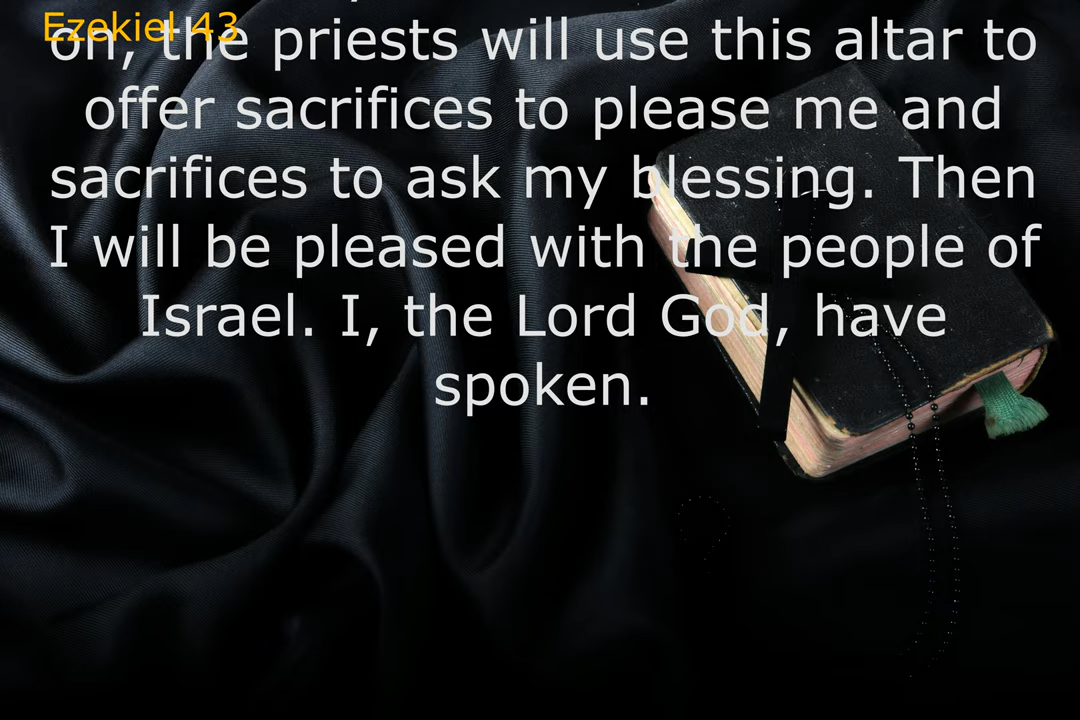 Ezekiel 43
on, the priests will use this altar to
offer sacrifices to please me and
sacrifices to ask my blessing. Then
I will be pleased with the people of
Israel. I, the Lord God, have
spoken.